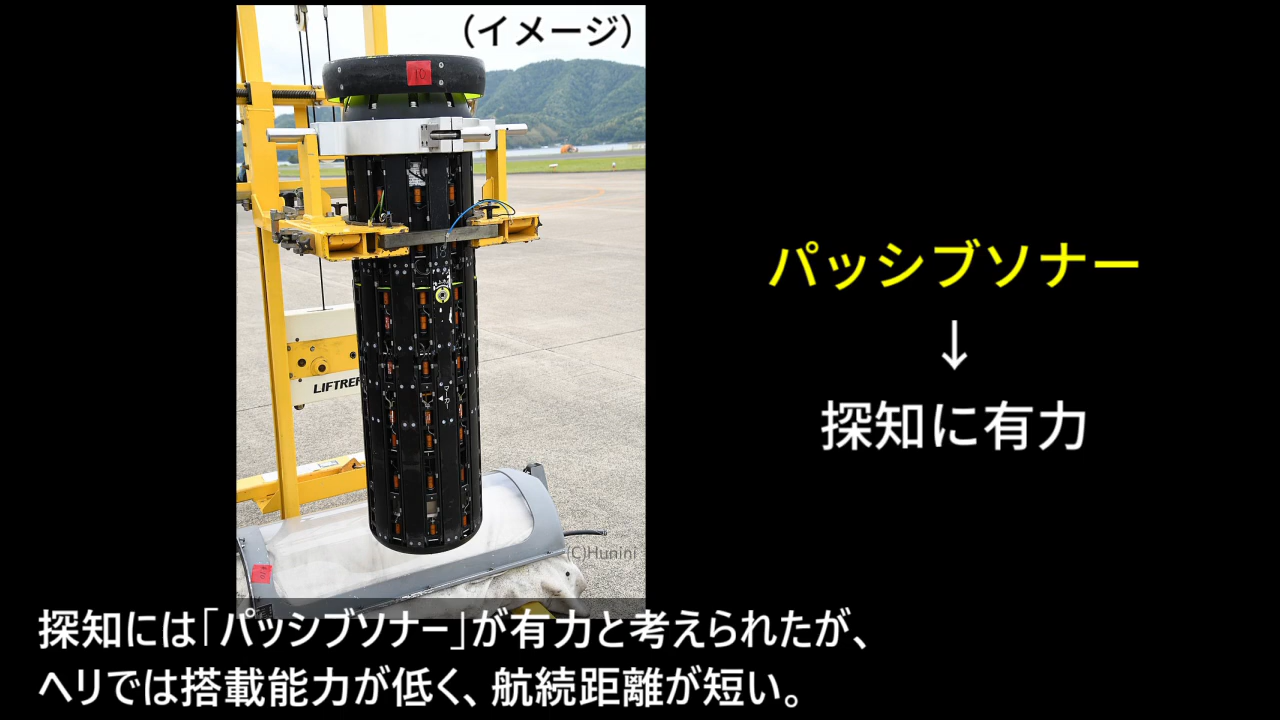 （イメージ）
10
LIFTREF
パッシブソナー
↓
探知に有力
(C)Hunini
探知には「パッシブソナー」が有力と考えられたが、
ヘリでは搭載能力が低く、航続距離が短い。